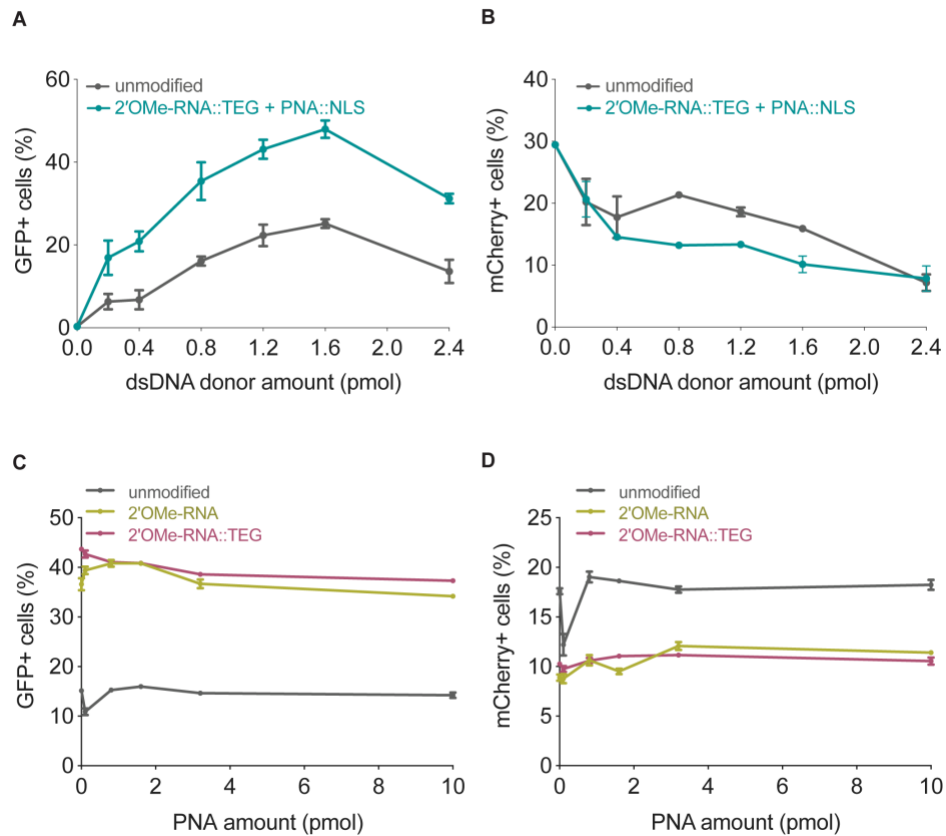 A
unmodified
2'OMe-RNA::TEG + PNA::NLS
60
40
20
0
GFP+ cells (%)
0.0 0.4 0.8 1.2 1.6 2.0 2.4
dsDNA donor amount (pmol)
B
unmodified
2'OMe-RNA::TEG + PNA::NLS
40
30
20
10
0
mCherry+ cells (%)
0.0 0.4 0.8 1.2 1.6 2.0 2.4
dsDNA donor amount (pmol)
C
unmodified
2'OMe-RNA
2'OMe-RNA::TEG
50
40
30
20
10
0
GFP+ cells (%)
0 2 4 6 8 10
PNA amount (pmol)
D
unmodified
2'OMe-RNA
2'OMe-RNA::TEG
25
20
15
10
5
0
mCherry+ cells (%)
0 2 4 6 8 10
PNA amount (pmol)